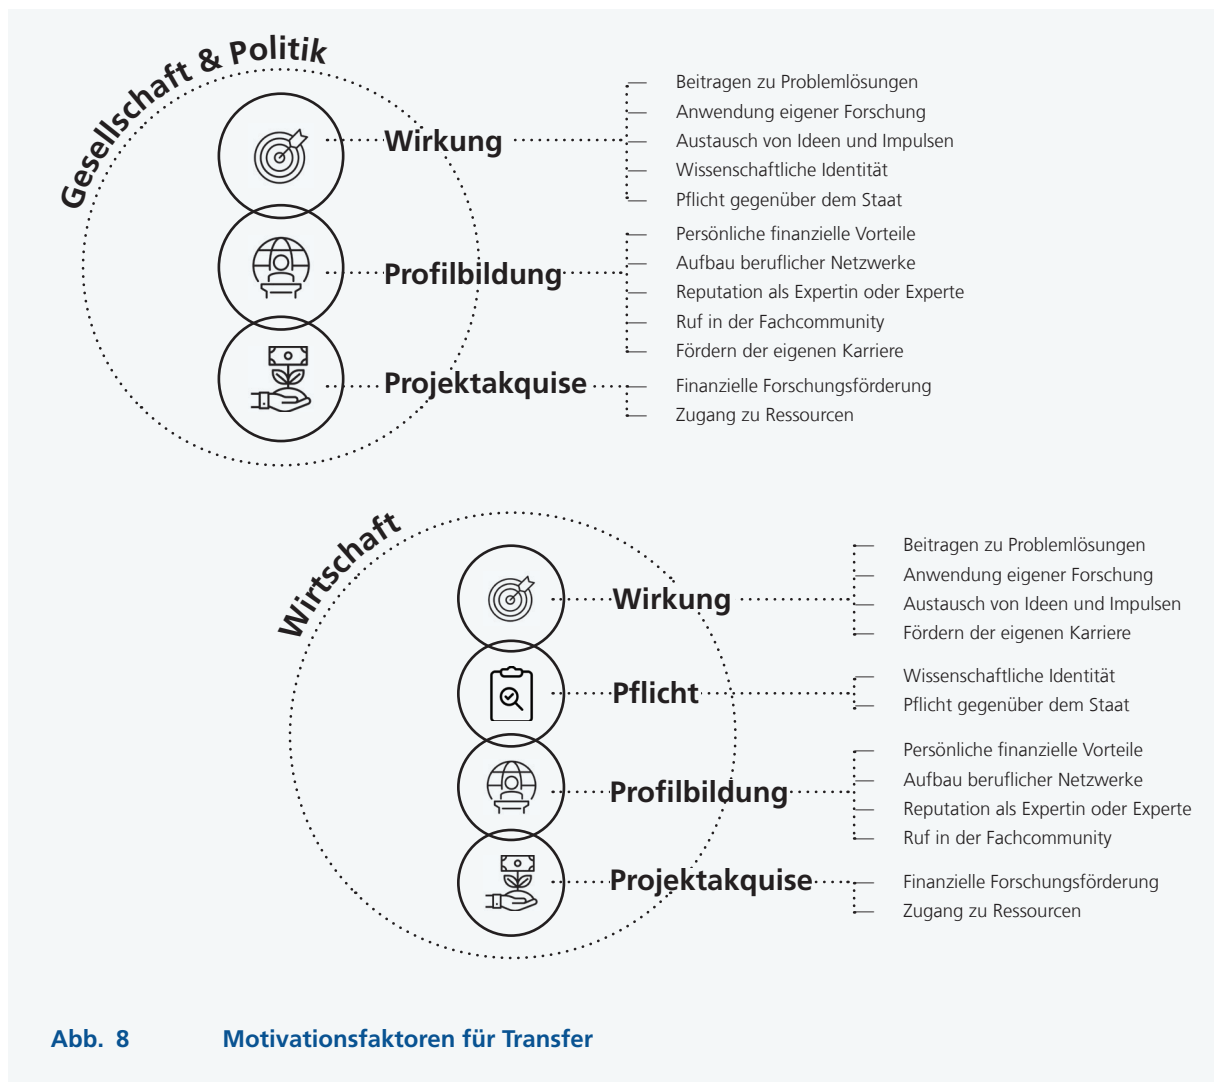 Gesellschaft & Politik
Wirkung
Beitragen zu Problemlösungen
Anwendung eigener Forschung
Austausch von Ideen und Impulsen
Wissenschaftliche Identität
Pflicht gegenüber dem Staat
Profilbildung
Persönliche finanzielle Vorteile
Aufbau beruflicher Netzwerke
Reputation als Expertin oder Experte
Ruf in der Fachcommunity
Fördern der eigenen Karriere
Projektakquise
Finanzielle Forschungsförderung
Zugang zu Ressourcen
Wirtschaft
Wirkung
Beitragen zu Problemlösungen
Anwendung eigener Forschung
Austausch von Ideen und Impulsen
Fördern der eigenen Karriere
Pflicht
Wissenschaftliche Identität
Pflicht gegenüber dem Staat
Profilbildung
Persönliche finanzielle Vorteile
Aufbau beruflicher Netzwerke
Reputation als Expertin oder Experte
Ruf in der Fachcommunity
Projektakquise
Finanzielle Forschungsförderung
Zugang zu Ressourcen
Abb. 8 Motivationsfaktoren für Transfer